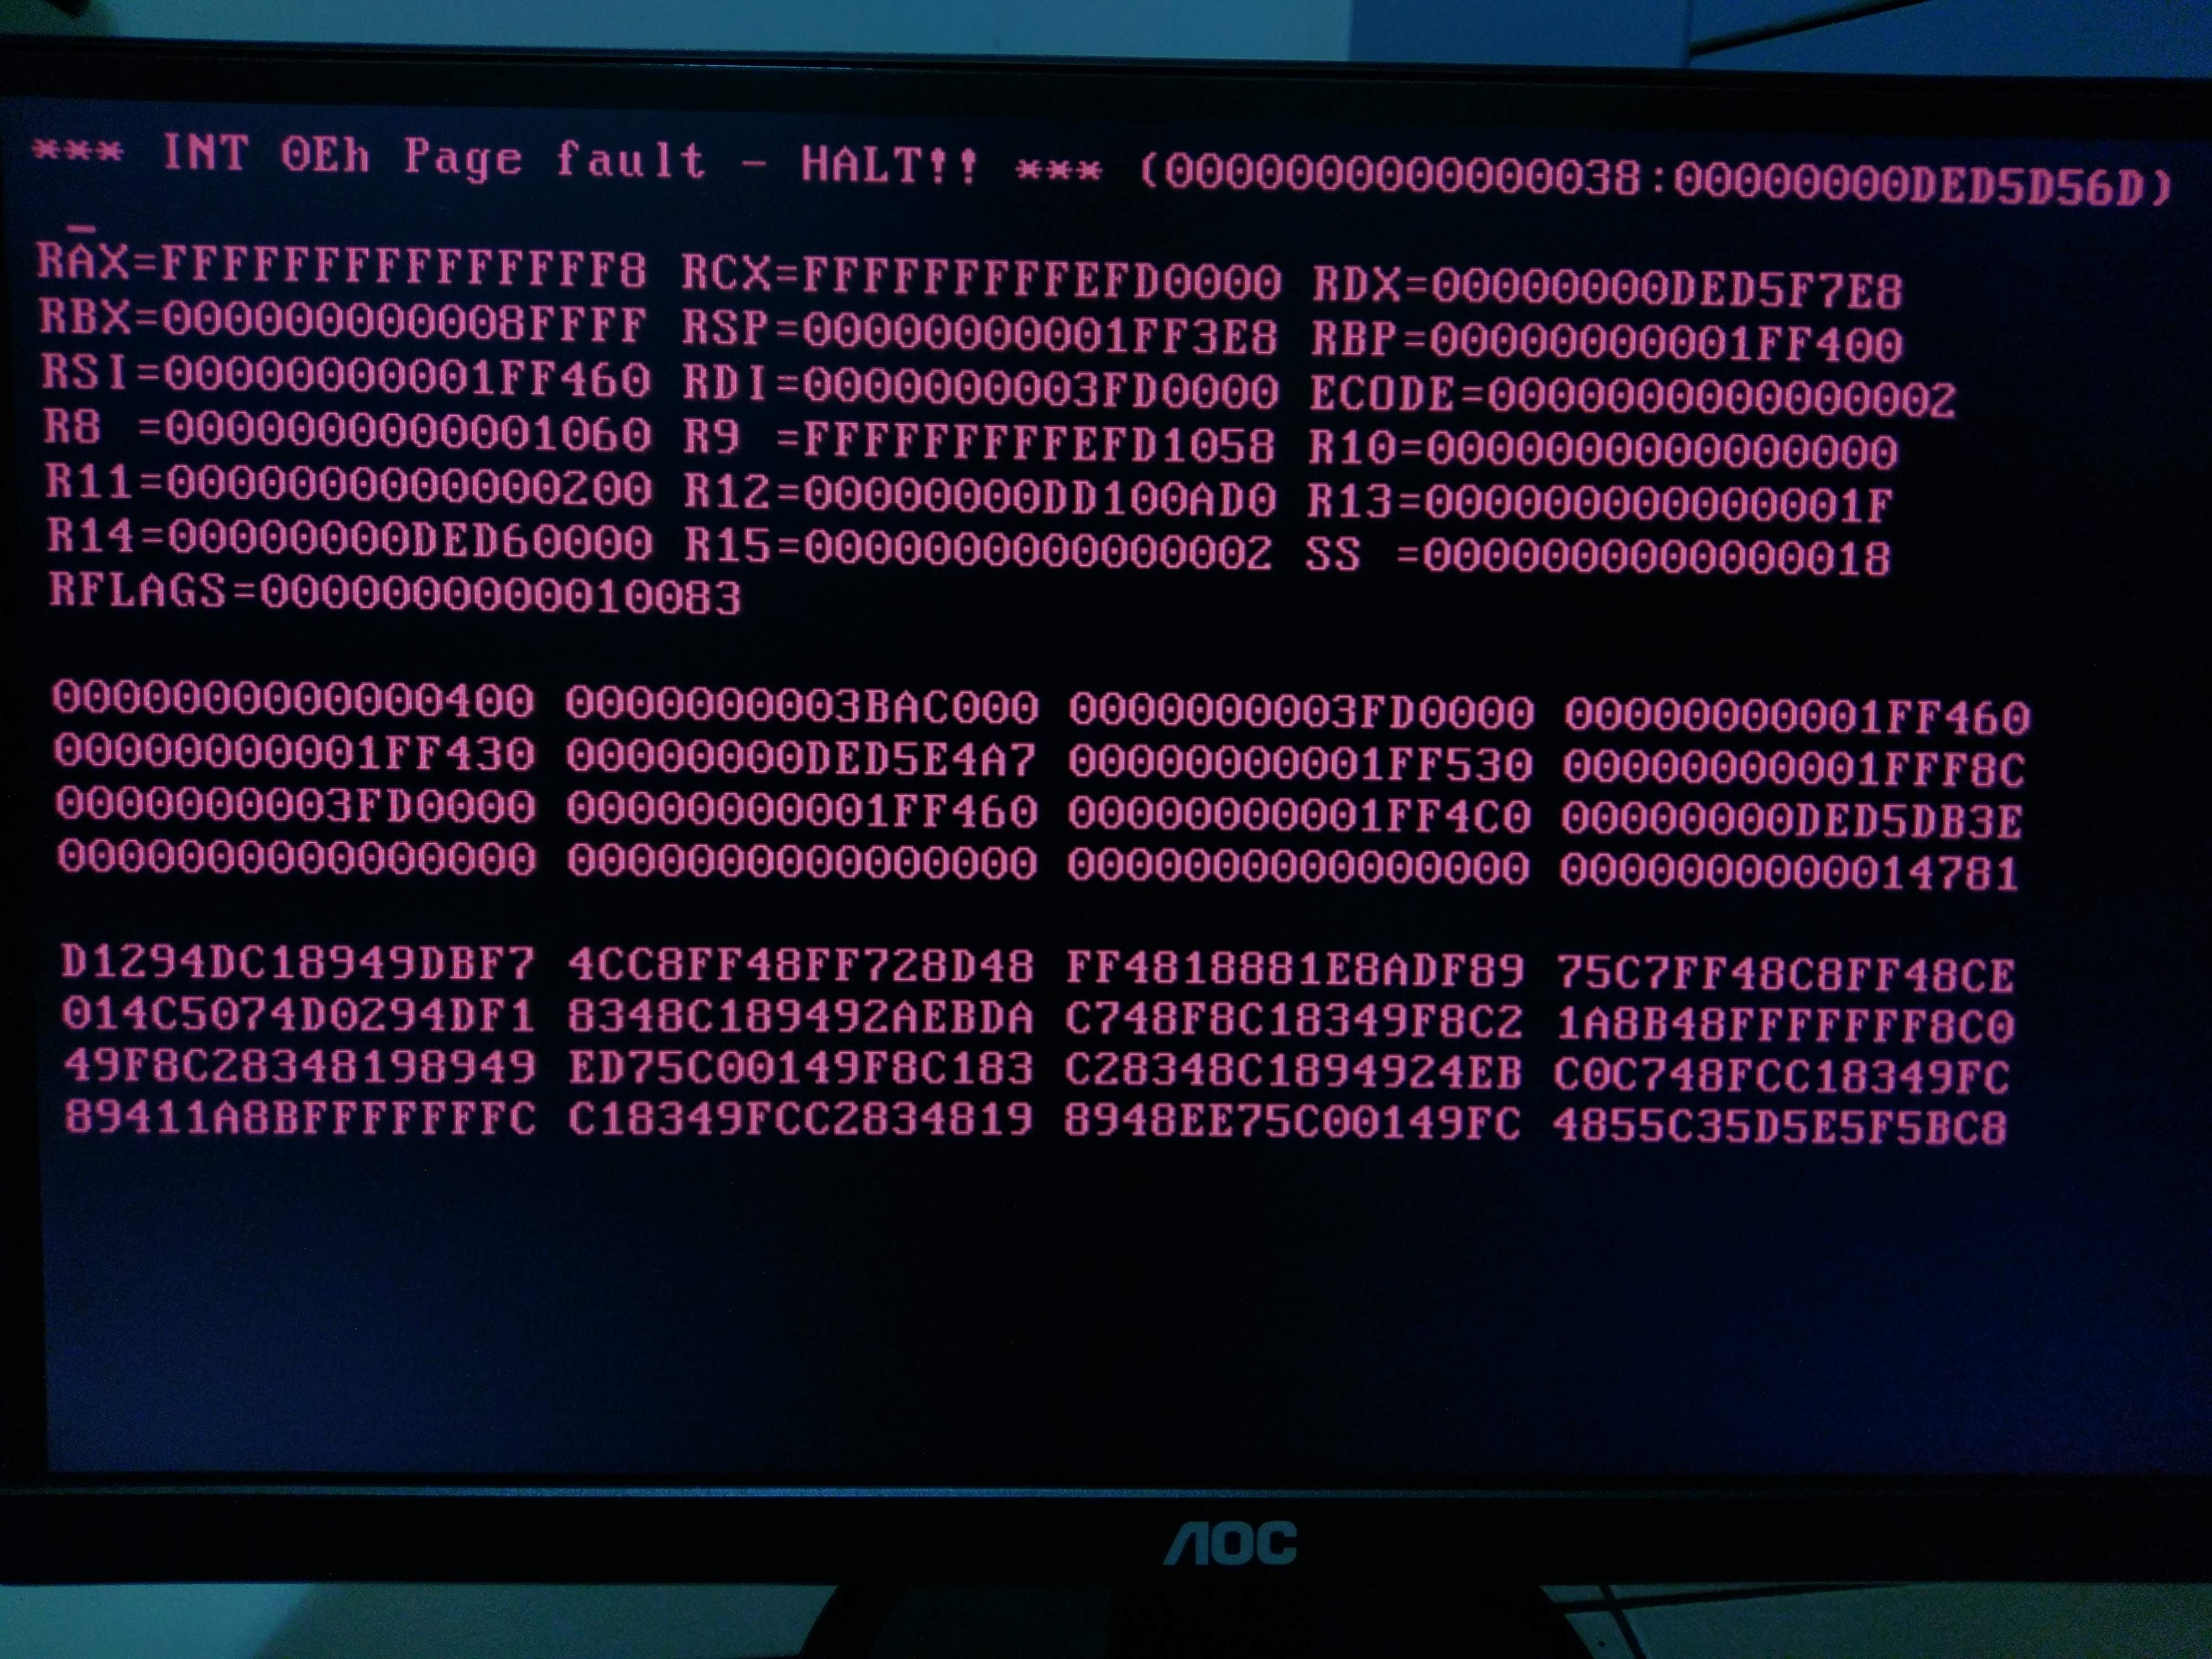 *** INT 0Eh Page fault - HALT!! *** (0000000000000038:00000000DED5D56D)
RAX=FFFFFFFFFFFFFFF8 RCX=FFFFFFFFFEFD0000 RDX=00000000DED5F7E8
RBX=000000000008FFFF RSP=00000000001FF3E8 RBP=00000000001FF400
RSI=00000000001FF460 RDI=0000000003FD0000 ECODE=0000000000000002
R8 =0000000000001060 R9 =FFFFFFFFFEFD1058 R10=0000000000000000
R11=0000000000000200 R12=00000000DD100AD0 R13=000000000000001F
R14=00000000DED60000 R15=0000000000000002 SS =0000000000000018
RFLAGS=0000000000010083
0000000000000400 0000000003BAC000 0000000003FD0000 00000000001FF460
00000000001FF430 00000000DED5E4A7 00000000001FF530 00000000001FFF8C
0000000003FD0000 00000000001FF460 00000000001FF4C0 00000000DED5DB3E
0000000000000000 0000000000000000 0000000000000000 0000000000014781
D1294DC18949DBF7 4CC8FF48FF728D48 FF4818881E8ADF89 75C7FF48C8FF48CE
014C5074D0294DF1 8348C189492AEBDA C748F8C18349F8C2 1A8B48FFFFFFF8C0
49F8C28348198949 ED75C00149F8C183 C28348C1894924EB C0C748FCC18349FC
89411A8BFFFFFFFC C18349FCC2834819 8948EE75C00149FC 4855C35D5E5F5BC8
AOC